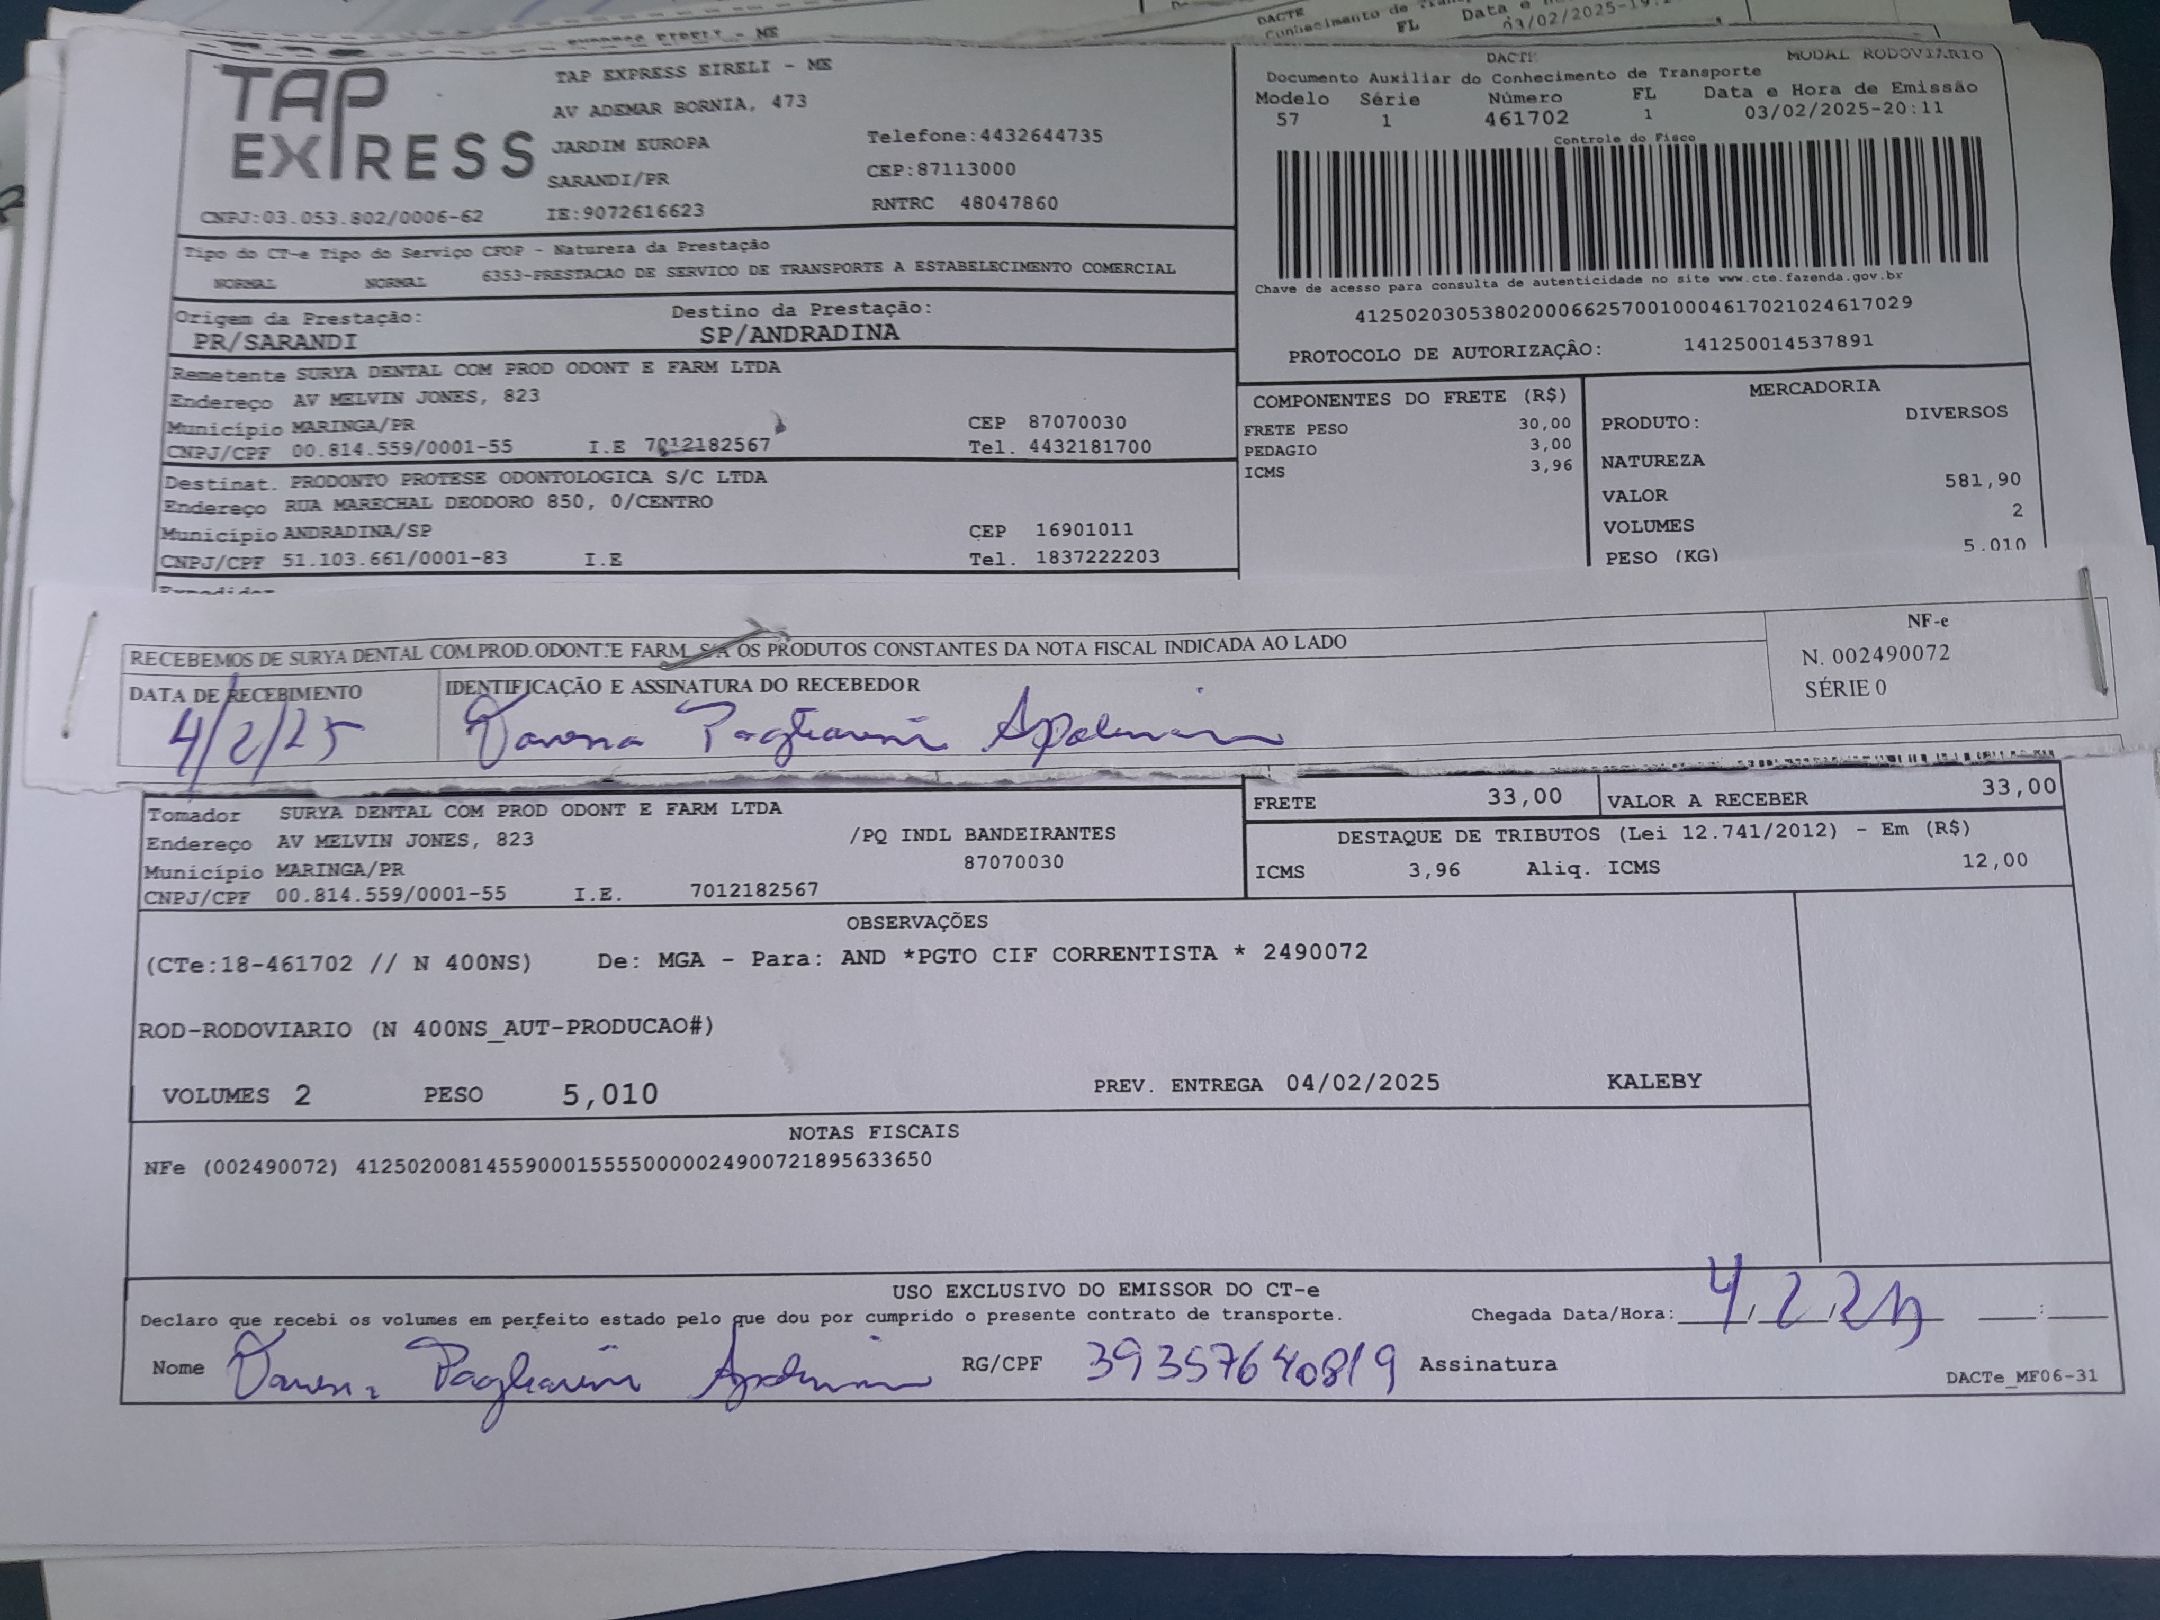 DACTE
Data e
03/02/2025-19:
FL
TAP EXPRESS
TAP EXPRESS EIRELI - ME
AV ADEMAR BORNIA, 473
JARDIM EUROPA
Telefone:4432644735
SARANDI/PR
CEP:87113000
CNPJ:03.053.802/0006-62
IE:9072616623
RNTRC 48047860
DACTE
MODAL RODOVIARIO
Documento Auxiliar do Conhecimento de Transporte
Modelo Série Número FL Data e Hora de Emissão
57 1 461702 1 03/02/2025-20:11
Controle do Fisco
Chave de acesso para consulta de autenticidade no site www.cte.fazenda.gov.br
41250203053802000662570010004617021024617029
PROTOCOLO DE AUTORIZAÇÃO: 141250014537891
Tipo do CT-e Tipo do Serviço CFOP - Natureza da Prestação
NORMAL NORMAL 6353-PRESTACAO DE SERVICO DE TRANSPORTE A ESTABELECIMENTO COMERCIAL
Origem da Prestação: Destino da Prestação:
PR/SARANDI SP/ANDRADINA
Remetente SURYA DENTAL COM PROD ODONT E FARM LTDA
Endereço AV MELVIN JONES, 823
Município MARINGA/PR CEP 87070030
CNPJ/CPF 00.814.559/0001-55 I.E 7012182567 Tel. 4432181700
Destinat. PRODONTO PROTESE ODONTOLOGICA S/C LTDA
Endereço RUA MARECHAL DEODORO 850, 0/CENTRO
Município ANDRADINA/SP CEP 16901011
CNPJ/CPF 51.103.661/0001-83 I.E Tel. 1837222203
COMPONENTES DO FRETE (R$)
FRETE PESO 30,00
PEDAGIO 3,00
ICMS 3,96
MERCADORIA
PRODUTO: DIVERSOS
NATUREZA
VALOR 581,90
VOLUMES 2
PESO (KG) 5.010
RECEBEMOS DE SURYA DENTAL COM.PROD.ODONT.E FARM. S/A OS PRODUTOS CONSTANTES DA NOTA FISCAL INDICADA AO LADO
DATA DE RECEBIMENTO
4/2/25
IDENTIFICAÇÃO E ASSINATURA DO RECEBEDOR
NF-e
N. 002490072
SÉRIE 0
Tomador SURYA DENTAL COM PROD ODONT E FARM LTDA
Endereço AV MELVIN JONES, 823 /PQ INDL BANDEIRANTES
Município MARINGA/PR 87070030
CNPJ/CPF 00.814.559/0001-55 I.E. 7012182567
FRETE 33,00 VALOR A RECEBER 33,00
DESTAQUE DE TRIBUTOS (Lei 12.741/2012) - Em (R$)
ICMS 3,96 Aliq. ICMS 12,00
OBSERVAÇÕES
(CTe:18-461702 // N 400NS) De: MGA - Para: AND *PGTO CIF CORRENTISTA * 2490072
ROD-RODOVIARIO (N 400NS_AUT-PRODUCAO#)
VOLUMES 2 PESO 5,010 PREV. ENTREGA 04/02/2025 KALEBY
NOTAS FISCAIS
NFe (002490072) 41250200814559000155550000024900721895633650
USO EXCLUSIVO DO EMISSOR DO CT-e
Declaro que recebi os volumes em perfeito estado pelo que dou por cumprido o presente contrato de transporte.
Chegada Data/Hora: 4/2/25 :
Nome RG/CPF 39357640819 Assinatura
DACTe_MF06-31